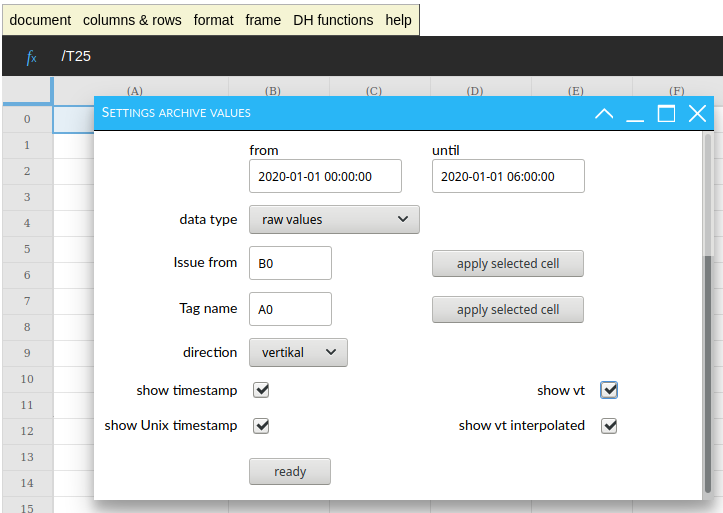 document columns & rows format frame DH functions help
fx /T25
(A) (B) (C) (D) (E) (F)
0
SETTINGS ARCHIVE VALUES
1
from until
2
2020-01-01 00:00:00 2020-01-01 06:00:00
3
4
data type raw values
5
Issue from B0 apply selected cell
6
7
Tag name A0 apply selected cell
8
9
direction vertikal
10
show timestamp show vt
11
12
show Unix timestamp show vt interpolated
13
14
ready
15